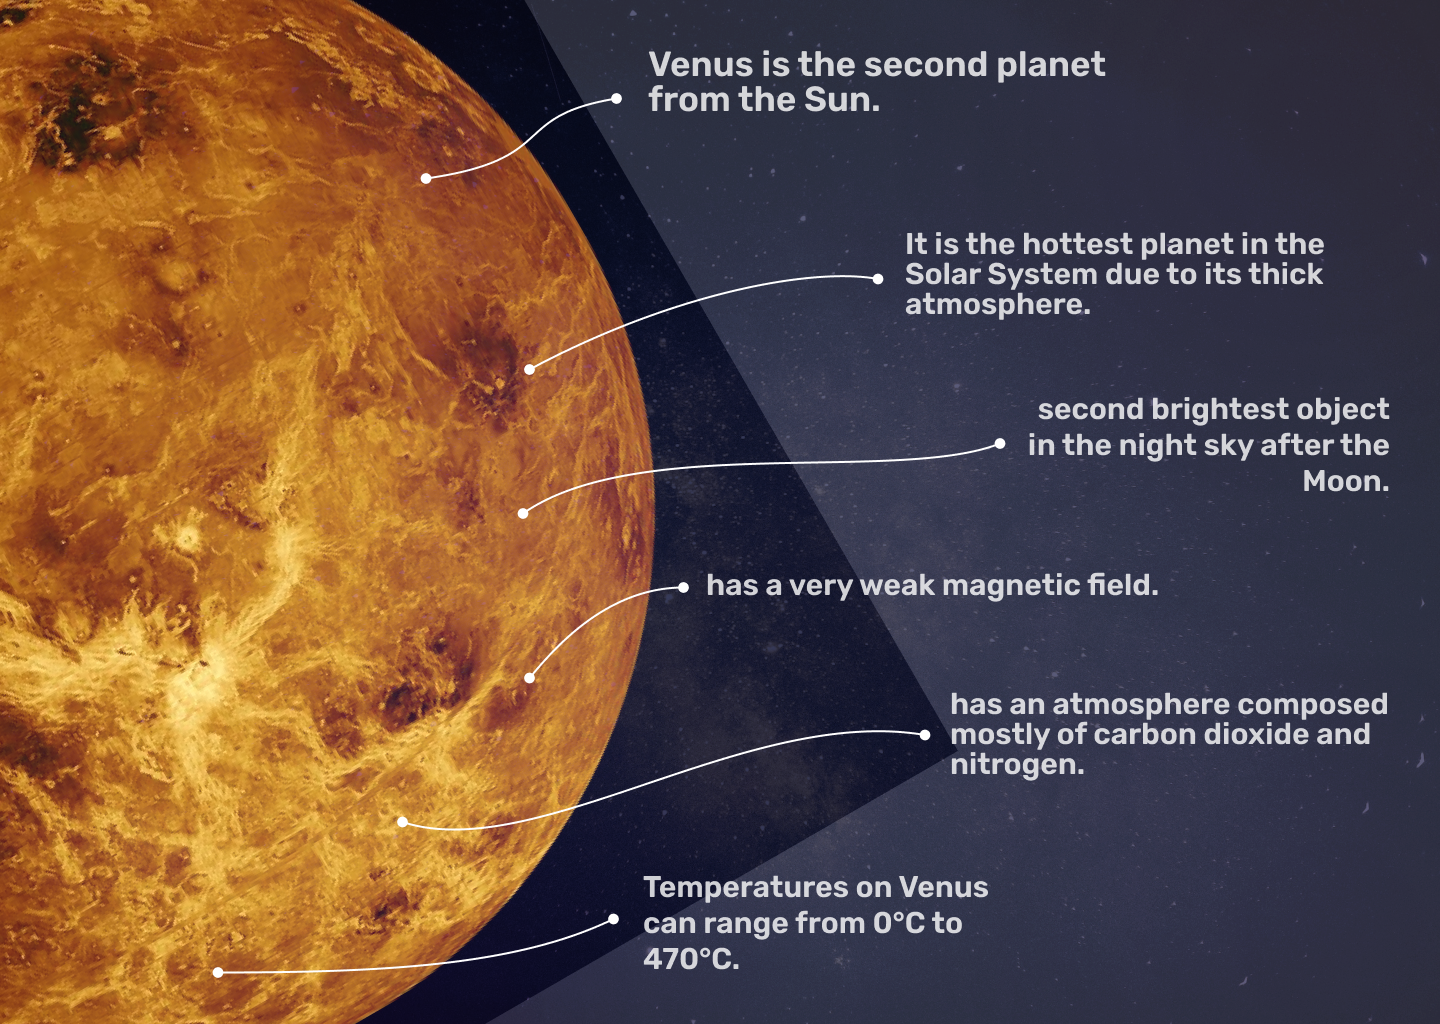 Venus is the second planet
from the Sun.
It is the hottest planet in the
Solar System due to its thick
atmosphere.
second brightest object
in the night sky after the
Moon.
has a very weak magnetic field.
has an atmosphere composed
mostly of carbon dioxide and
nitrogen.
Temperatures on Venus
can range from 0°C to
470°C.